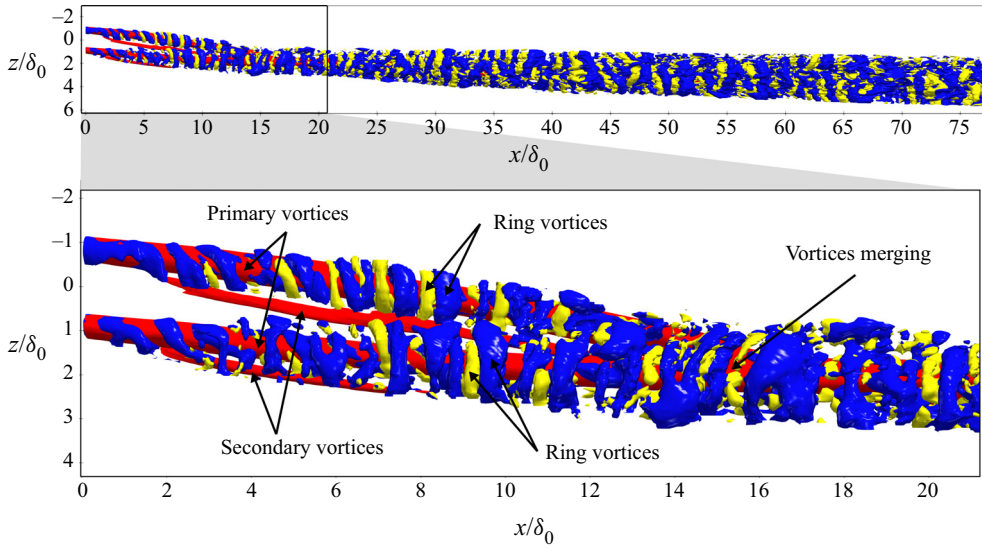 −2
0
z/δ0
2
4
6
0 5 10 15 20 25 30 35 40 45 50 55 60 65 70 75
x/δ0
−2
Primary vortices
Ring vortices
−1
Vortices merging
0
z/δ0
1
2
3
Secondary vortices
Ring vortices
4
0 2 4 6 8 10 12 14 16 18 20
x/δ0